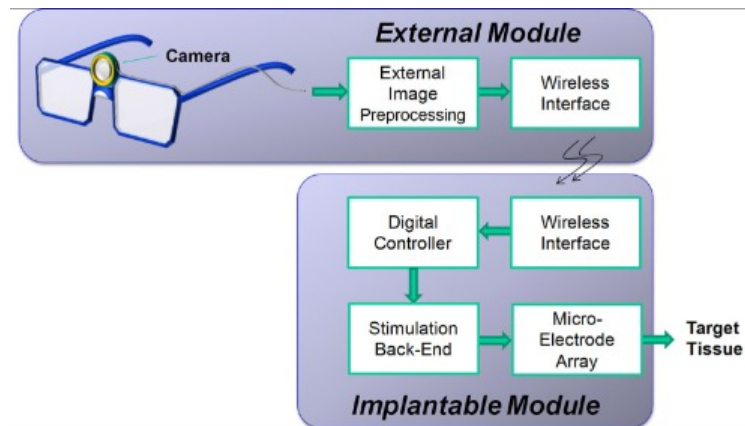 External Module
Camera
External
Image
Preprocessing
Wireless
Interface
Digital
Controller
Wireless
Interface
Stimulation
Back-End
Micro-
Electrode
Array
Target
Tissue
Implantable Module